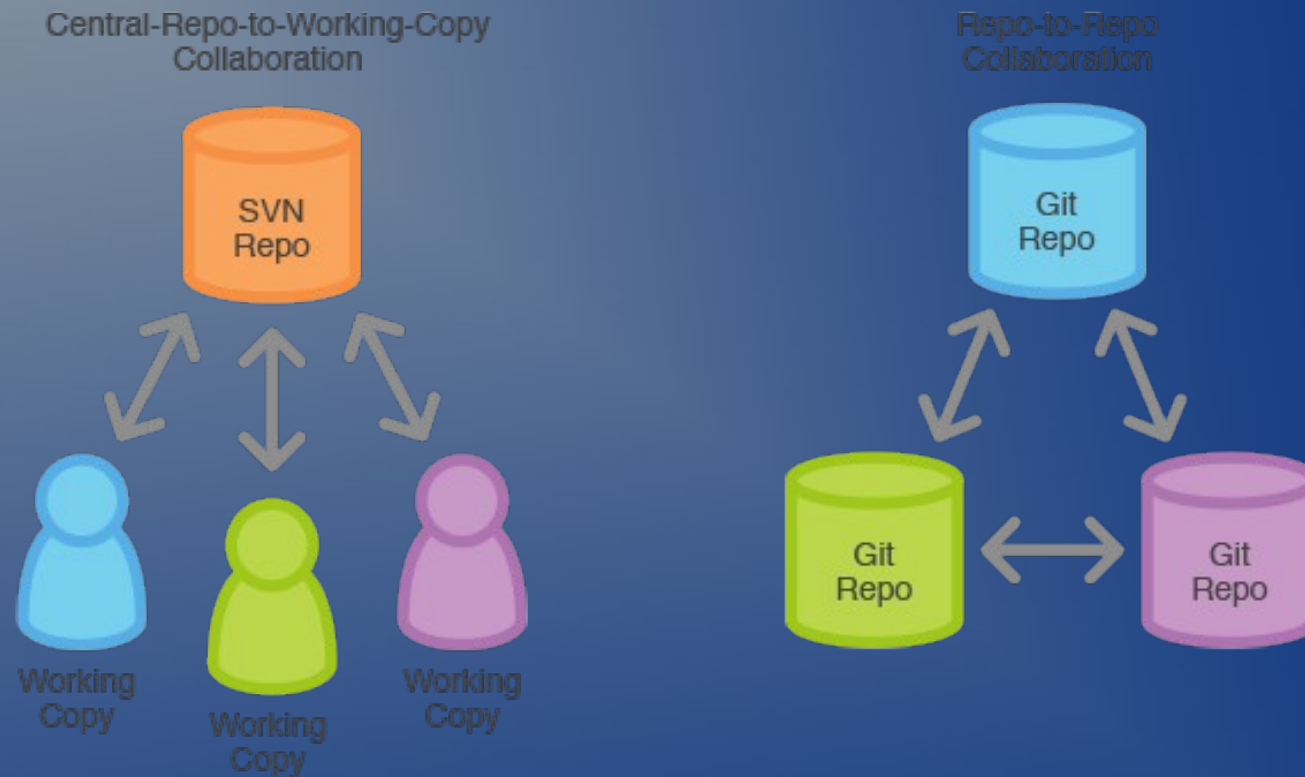 Central-Repo-to-Working-Copy
Collaboration
SVN
Repo
Working
Copy
Working
Copy
Working
Copy
Repo-to-Repo
Collaboration
Git
Repo
Git
Repo
Git
Repo